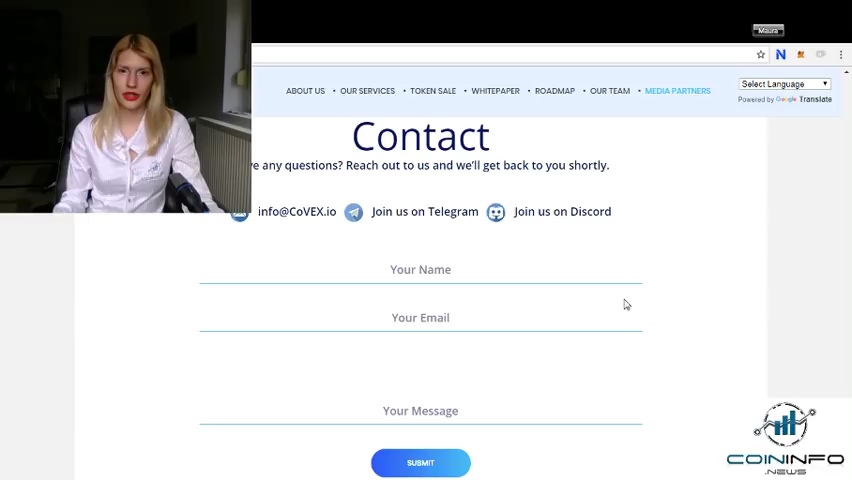 Maura
ABOUT US • OUR SERVICES • TOKEN SALE • WHITEPAPER • ROADMAP • OUR TEAM • MEDIA PARTNERS
Select Language
Powered by Google Translate
Contact
any questions? Reach out to us and we'll get back to you shortly.
info@CoVEX.io Join us on Telegram Join us on Discord
Your Name
Your Email
Your Message
SUBMIT
COININFO
.NEWS